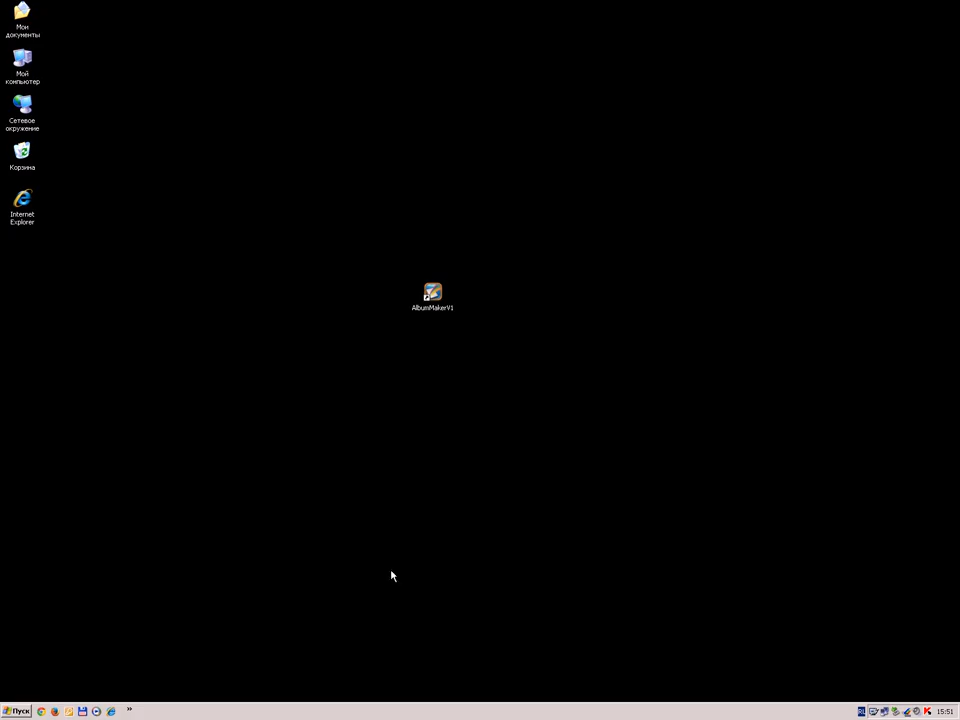 Мои
документы
Мой
компьютер
Сетевое
окружение
Корзина
Internet
Explorer
AlbumMakerV1
Пуск
»
15:51